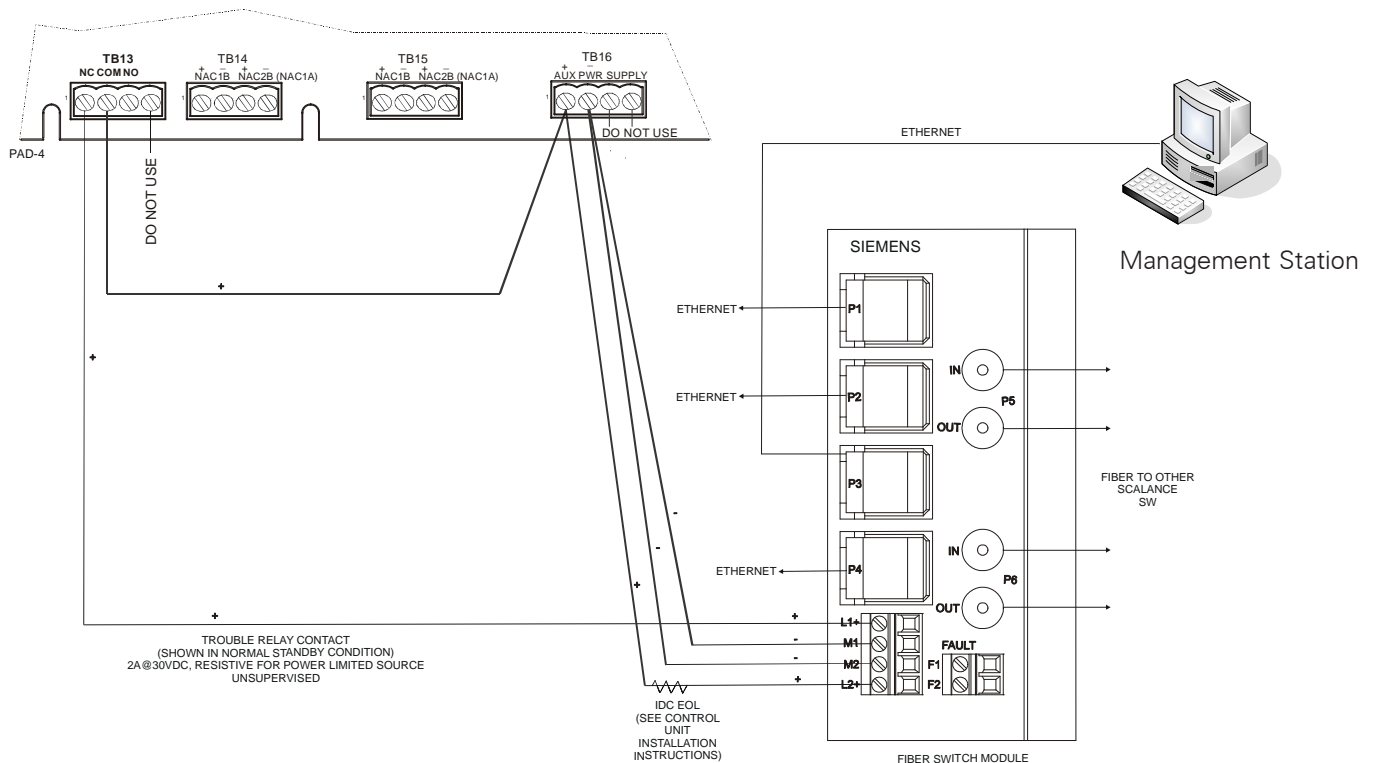 TB13
NC COM NO
1
TB14
+ − + −
NAC1B NAC2B (NAC1A)
1
TB15
+ − + −
NAC1B NAC2B (NAC1A)
1
TB16
+ −
AUX PWR SUPPLY
1
DO NOT USE
PAD-4
DO NOT USE
ETHERNET
Management Station
SIEMENS
+
ETHERNET
P1
+
ETHERNET
P2
IN
P5
OUT
P3
FIBER TO OTHER
SCALANCE
SW
-
-
+
ETHERNET
P4
IN
P6
OUT
+
+
L1+
-
M1
-
M2
+
L2+
FAULT
F1
F2
TROUBLE RELAY CONTACT
(SHOWN IN NORMAL STANDBY CONDITION)
2A@30VDC, RESISTIVE FOR POWER LIMITED SOURCE
UNSUPERVISED
IDC EOL
(SEE CONTROL
UNIT
INSTALLATION
INSTRUCTIONS)
FIBER SWITCH MODULE